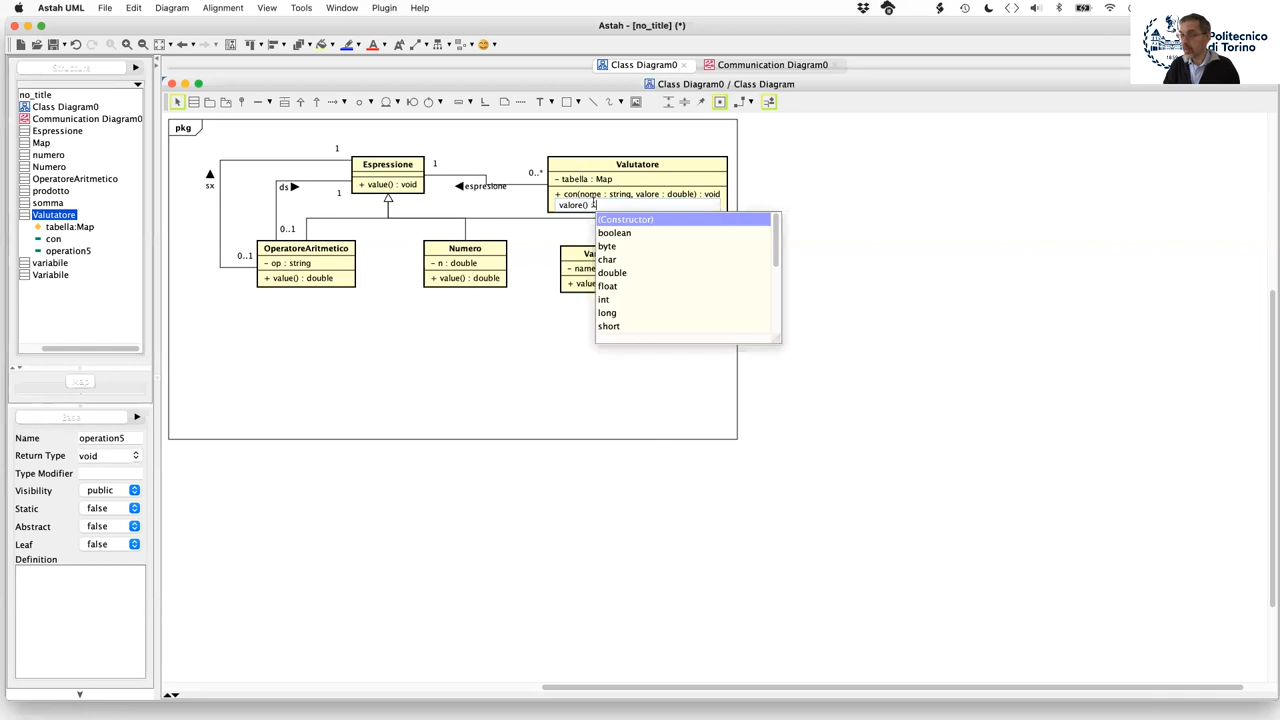 Astah UML File Edit Diagram Alignment View Tools Window Plugin Help
Astah - [no_title] (*)
Politecnico
di Torino
Structure
Class Diagram0
Communication Diagram0
Class Diagram0 / Class Diagram
no_title
Class Diagram0
Communication Diagram0
Espressione
Map
numero
Numero
OperatoreAritmetico
prodotto
somma
Valutatore
tabella:Map
con
operation5
variabile
Variabile
Map
Base
Name operation5
Return Type void
Type Modifier
Visibility public
Static false
Abstract false
Leaf false
Definition
pkg
1
sx
ds
1
0..1
0..1
Espressione
+ value() : void
1
espresione
0..*
Valutatore
- tabella : Map
+ con(nome : string, valore : double) : void
valore() :
OperatoreAritmetico
- op : string
+ value() : double
Numero
- n : double
+ value() : double
(Constructor)
boolean
byte
char
double
float
int
long
short